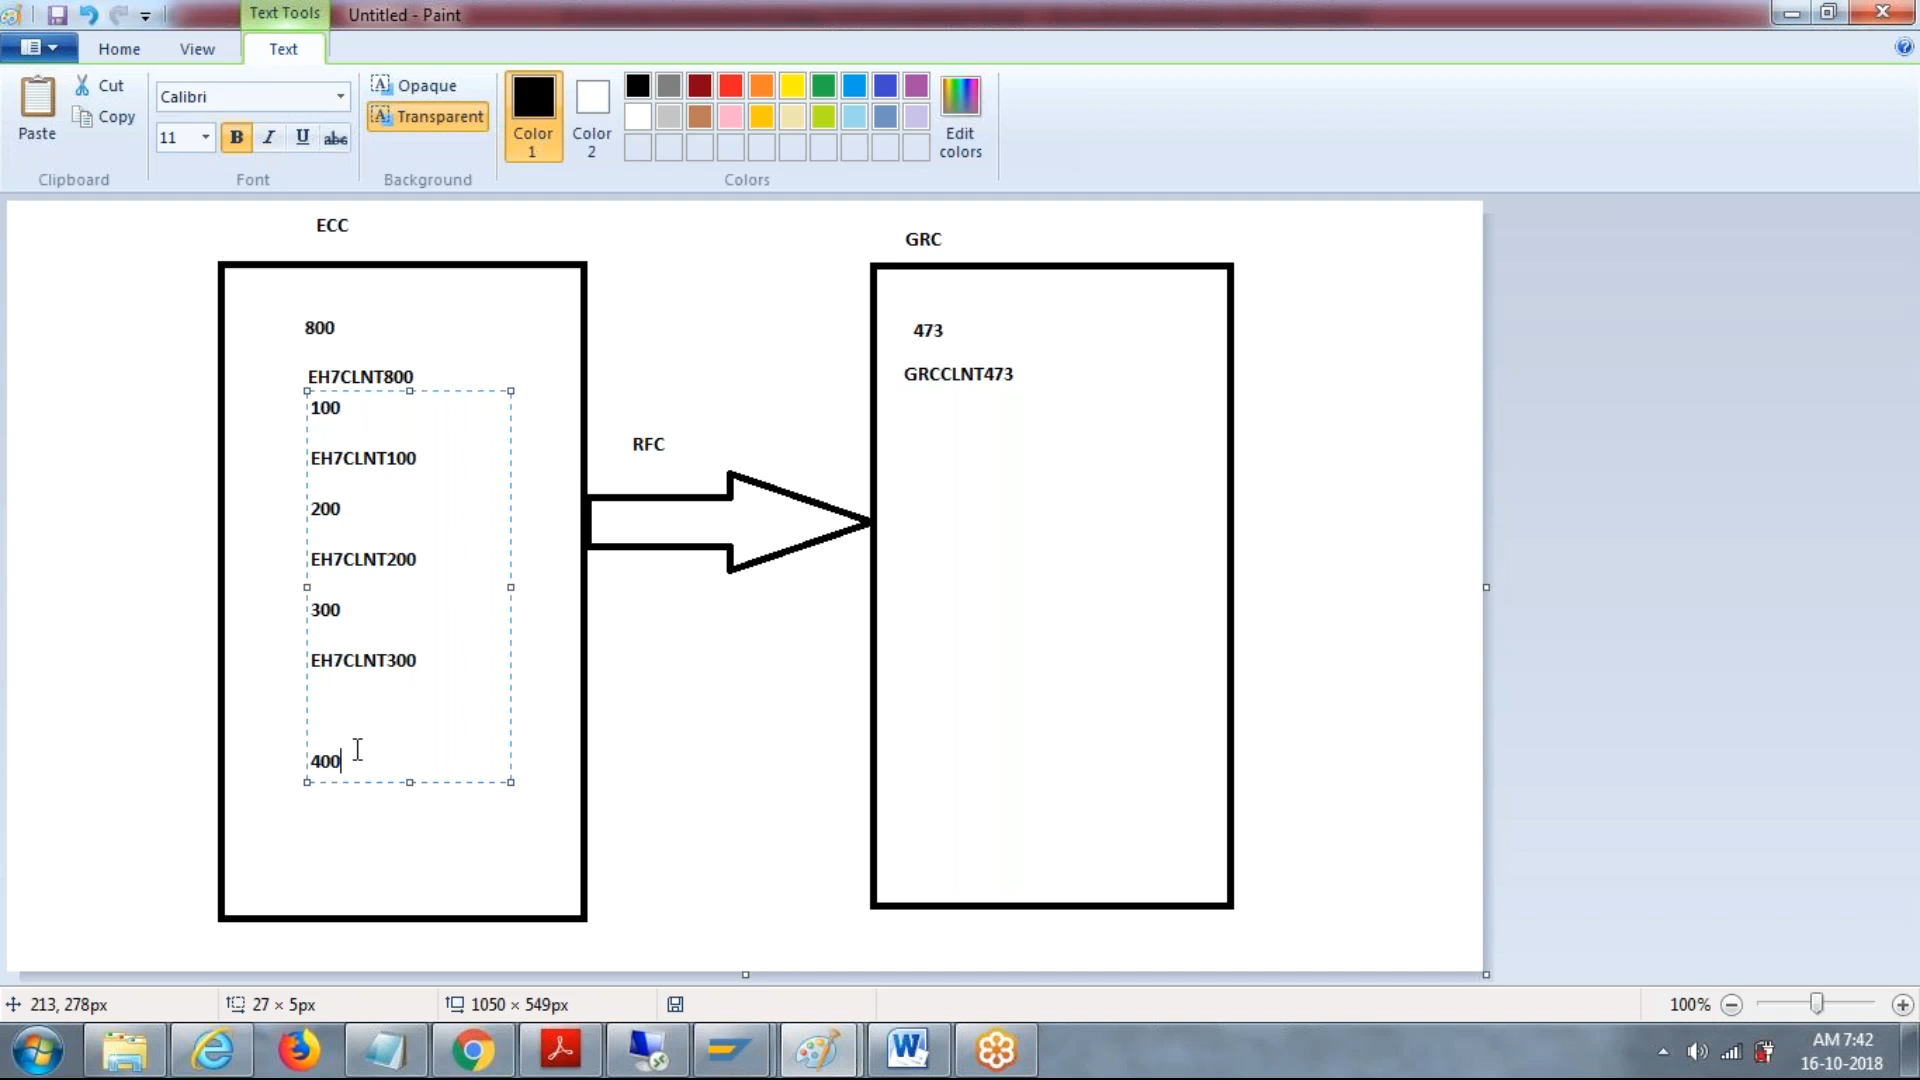 Text Tools
Untitled - Paint
Home
View
Text
Paste
Cut
Copy
Clipboard
Calibri
11
B I U abc
Font
Opaque
Transparent
Background
Color 1
Color 2
Edit colors
Colors
ECC
800
EH7CLNT800
100
EH7CLNT100
200
EH7CLNT200
300
EH7CLNT300
400
RFC
GRC
473
GRCCLNT473
213, 278px
27 × 5px
1050 × 549px
100%
AM 7:42
16-10-2018